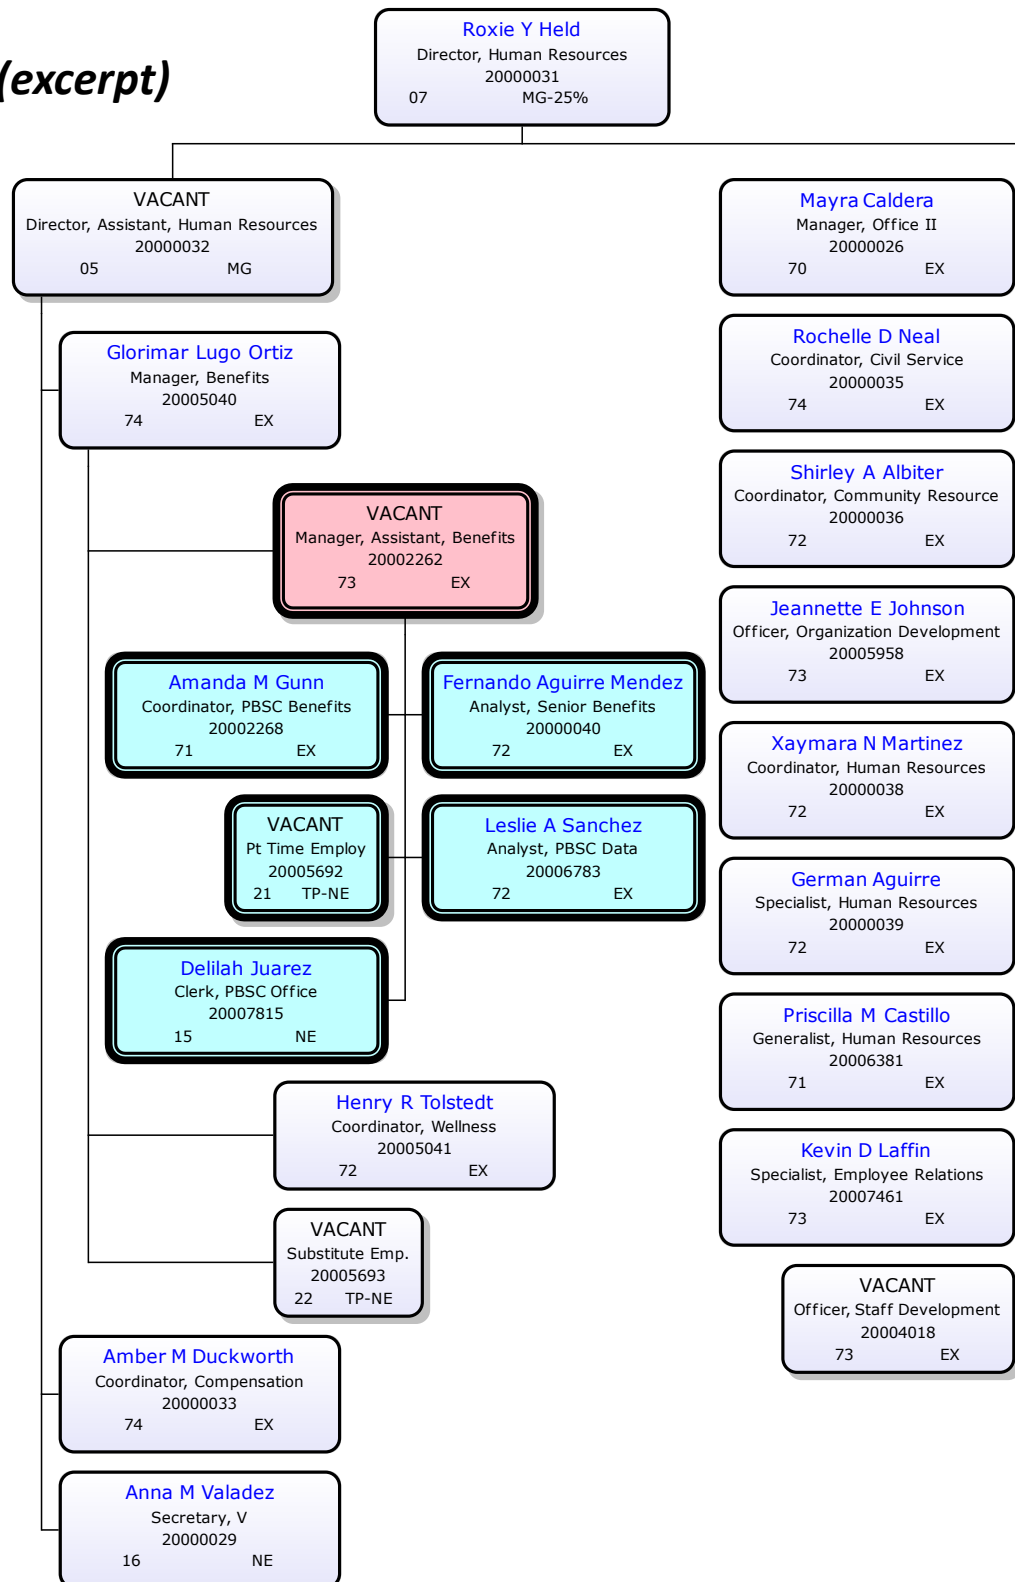 (excerpt)
Roxie Y Held
Director, Human Resources
20000031
07 MG-25%
VACANT
Director, Assistant, Human Resources
20000032
05 MG
Glorimar Lugo Ortiz
Manager, Benefits
20005040
74 EX
VACANT
Manager, Assistant, Benefits
20002262
73 EX
Amanda M Gunn
Coordinator, PBSC Benefits
20002268
71 EX
Fernando Aguirre Mendez
Analyst, Senior Benefits
20000040
72 EX
VACANT
Pt Time Employ
20005692
21 TP-NE
Leslie A Sanchez
Analyst, PBSC Data
20006783
72 EX
Delilah Juarez
Clerk, PBSC Office
20007815
15 NE
Henry R Tolstedt
Coordinator, Wellness
20005041
72 EX
VACANT
Substitute Emp.
20005693
22 TP-NE
Amber M Duckworth
Coordinator, Compensation
20000033
74 EX
Anna M Valadez
Secretary, V
20000029
16 NE
Mayra Caldera
Manager, Office II
20000026
70 EX
Rochelle D Neal
Coordinator, Civil Service
20000035
74 EX
Shirley A Albiter
Coordinator, Community Resource
20000036
72 EX
Jeannette E Johnson
Officer, Organization Development
20005958
73 EX
Xaymara N Martinez
Coordinator, Human Resources
20000038
72 EX
German Aguirre
Specialist, Human Resources
20000039
72 EX
Priscilla M Castillo
Generalist, Human Resources
20006381
71 EX
Kevin D Laffin
Specialist, Employee Relations
20007461
73 EX
VACANT
Officer, Staff Development
20004018
73 EX